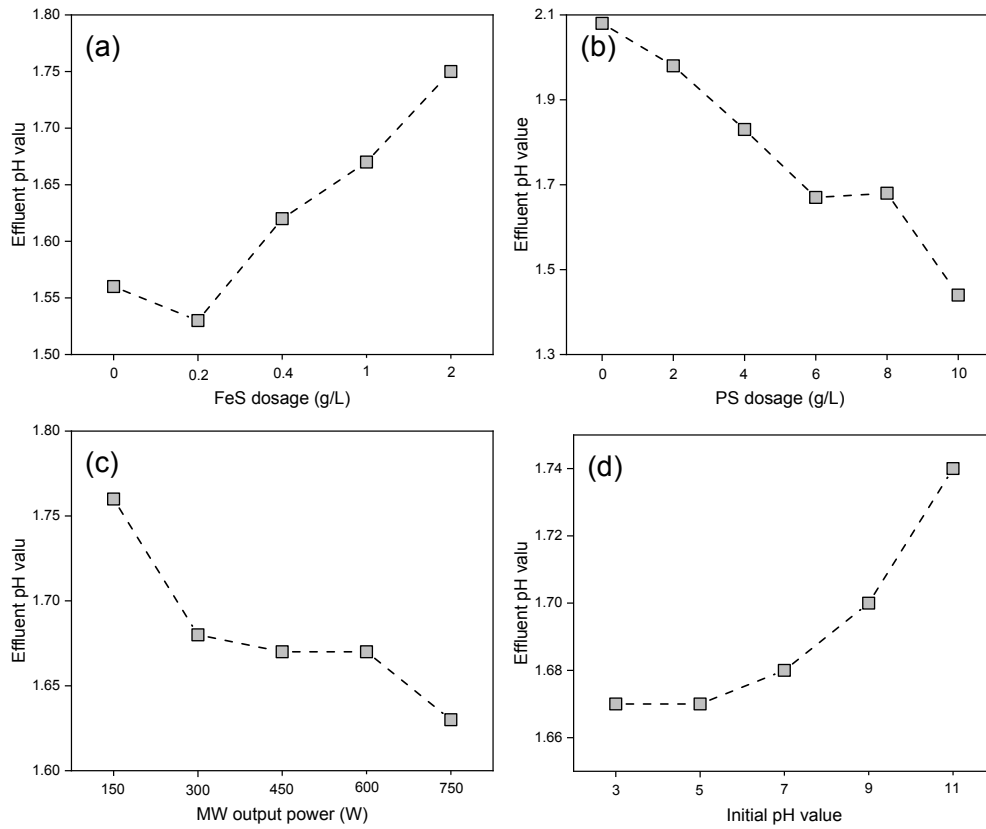 (a)
1.80
1.75
1.70
1.65
1.60
1.55
1.50
Effluent pH valu
0 0.2 0.4 1 2
FeS dosage (g/L)
(b)
2.1
1.9
1.7
1.5
1.3
Effluent pH value
0 2 4 6 8 10
PS dosage (g/L)
(c)
1.80
1.75
1.70
1.65
1.60
Effluent pH valu
150 300 450 600 750
MW output power (W)
(d)
1.74
1.72
1.70
1.68
1.66
Effluent pH valu
3 5 7 9 11
Initial pH value